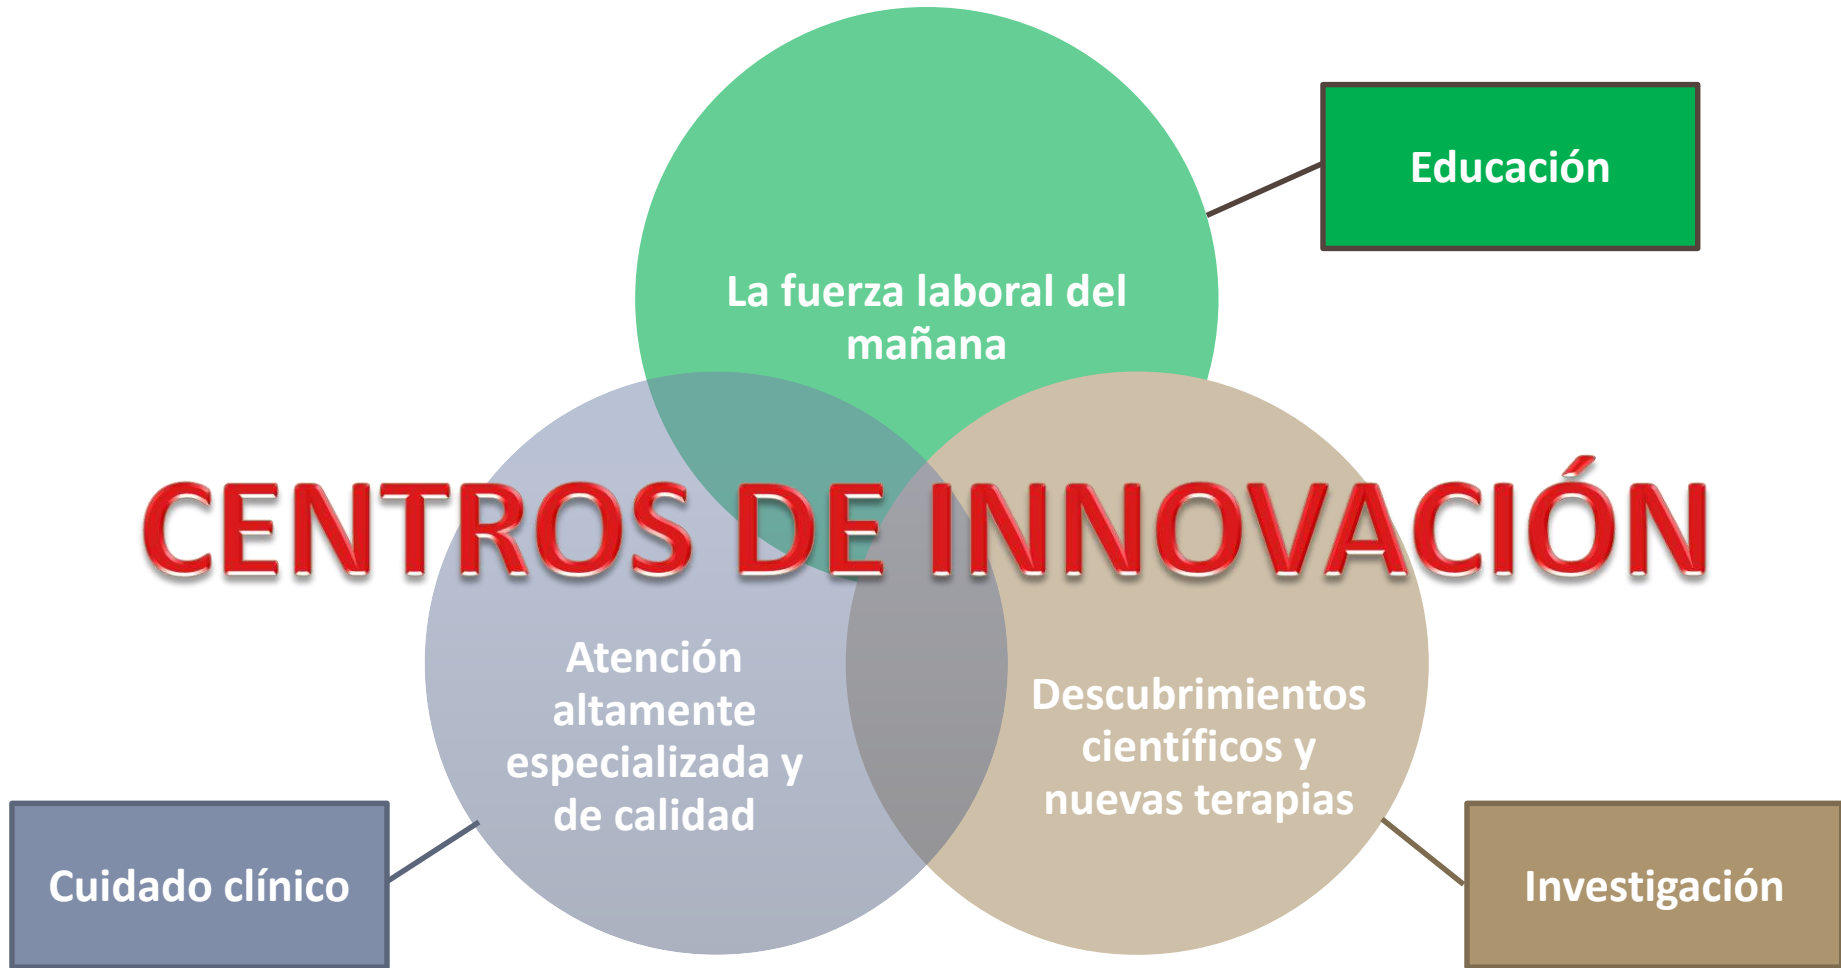 Educación
La fuerza laboral del
mañana
CENTROS DE INNOVACIÓN
Atención
altamente
especializada y
de calidad
Descubrimientos
científicos y
nuevas terapias
Cuidado clínico
Investigación